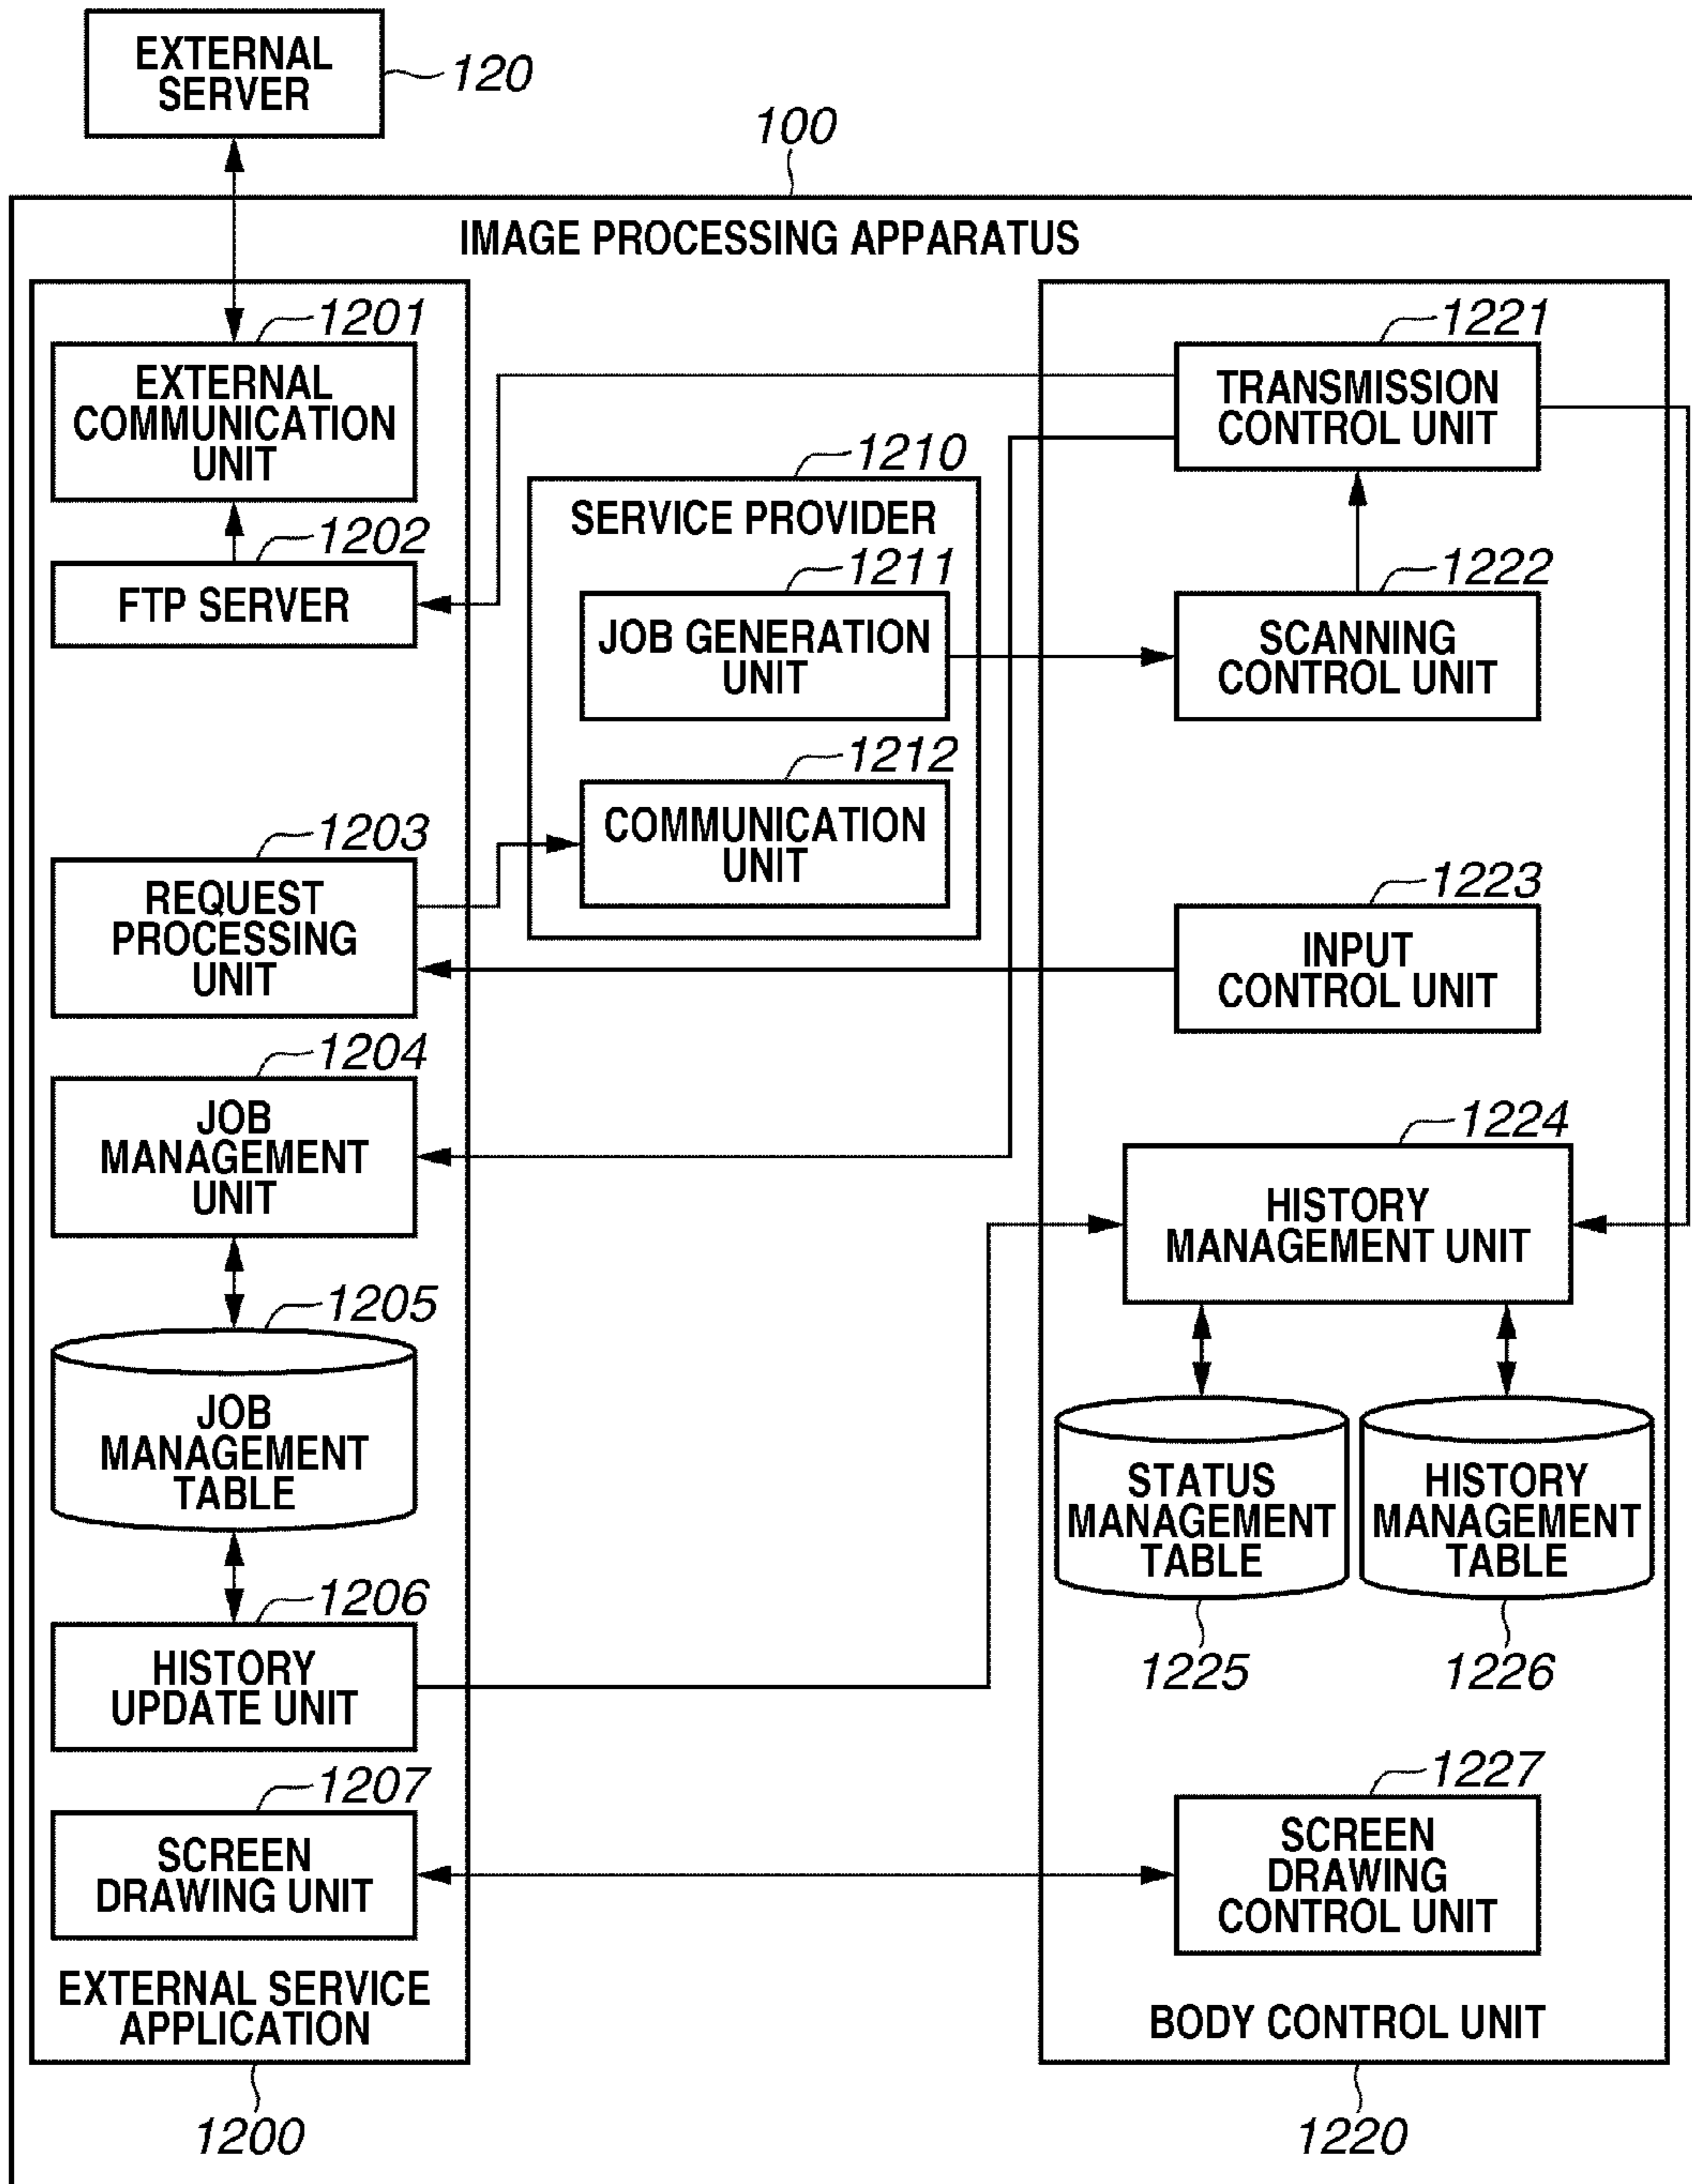 EXTERNAL
SERVER
120
100
IMAGE PROCESSING APPARATUS
1201
EXTERNAL
COMMUNICATION
UNIT
1202
FTP SERVER
1203
REQUEST
PROCESSING
UNIT
1204
JOB
MANAGEMENT
UNIT
1205
JOB
MANAGEMENT
TABLE
1206
HISTORY
UPDATE UNIT
1207
SCREEN
DRAWING UNIT
EXTERNAL SERVICE
APPLICATION
1200
1210
SERVICE PROVIDER
1211
JOB GENERATION
UNIT
1212
COMMUNICATION
UNIT
1221
TRANSMISSION
CONTROL UNIT
1222
SCANNING
CONTROL UNIT
1223
INPUT
CONTROL UNIT
1224
HISTORY
MANAGEMENT UNIT
STATUS
MANAGEMENT
TABLE
1225
HISTORY
MANAGEMENT
TABLE
1226
1227
SCREEN
DRAWING
CONTROL UNIT
BODY CONTROL UNIT
1220